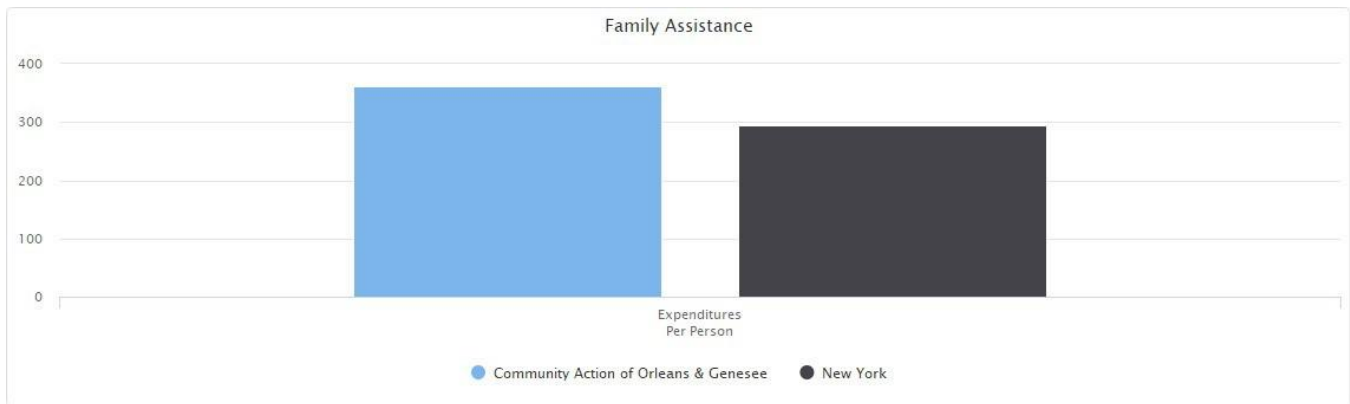 Family Assistance
400
300
200
100
0
Expenditures
Per Person
Community Action of Orleans & Genesee
New York